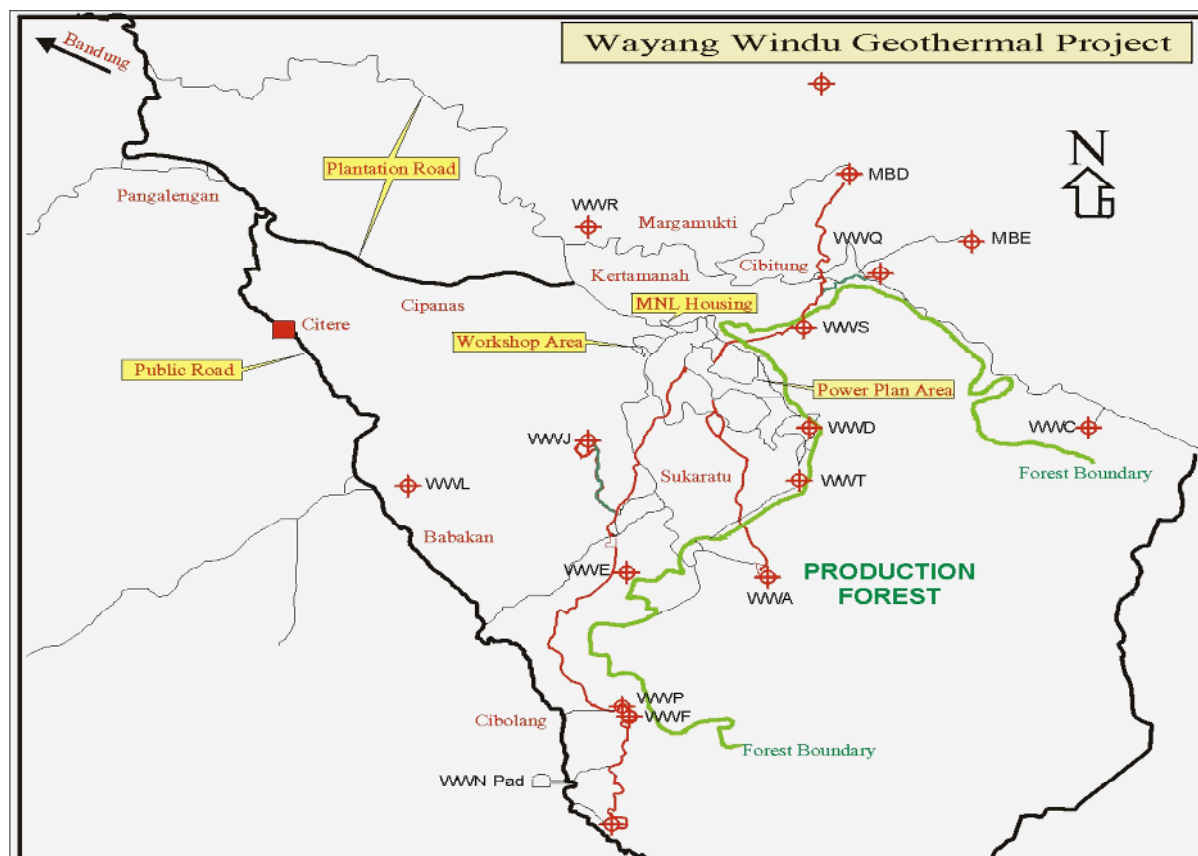 Wayang Windu Geothermal Project
Bandung
N
Plantation Road
Pangalengan
MBD
WWR
Margamukti
WWQ
MBE
Kertamanah
Cibitung
Cipanas
MNL Housing
Citere
Workshop Area
WWS
Public Road
Power Plan Area
WWD
WWC
WWJ
Forest Boundary
WWL
Sukaratu
WWT
Babakan
WWE
WWA
PRODUCTION
FOREST
WWP
WWF
Cibolang
Forest Boundary
WWN Pad